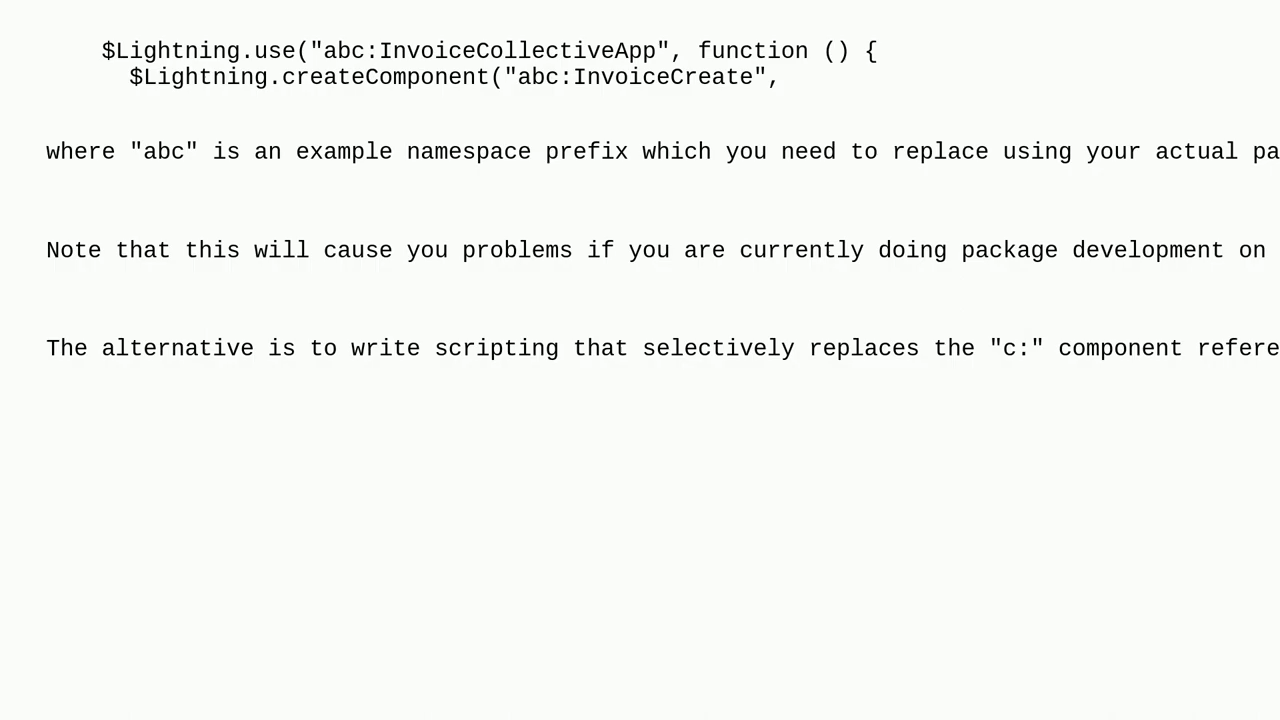 $Lightning.use("abc:InvoiceCollectiveApp", function () {
$Lightning.createComponent("abc:InvoiceCreate",
where "abc" is an example namespace prefix which you need to replace using your actual pa
Note that this will cause you problems if you are currently doing package development on
The alternative is to write scripting that selectively replaces the "c:" component refere